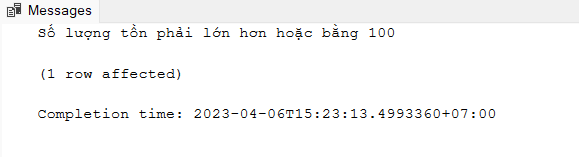 Messages
Số lượng tồn phải lớn hơn hoặc bằng 100
(1 row affected)
Completion time: 2023-04-06T15:23:13.4993360+07:00